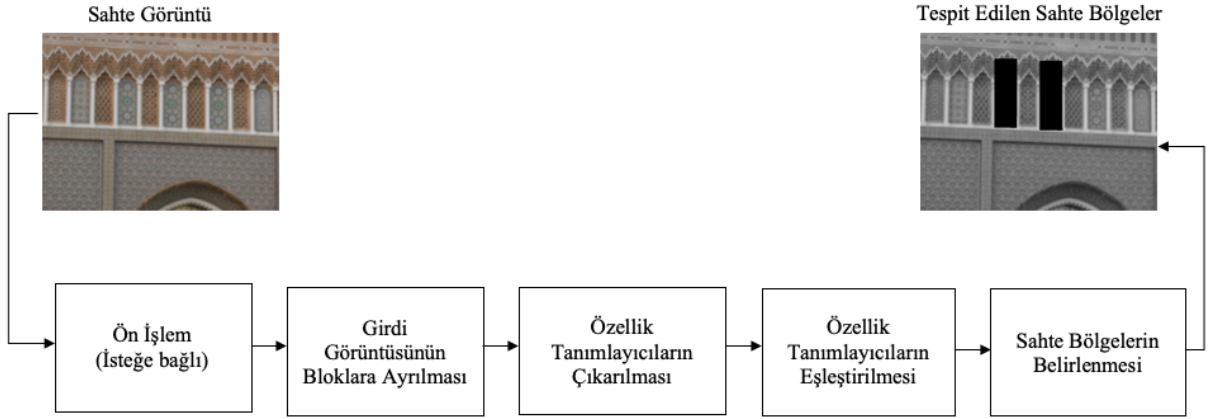 Sahte Görüntü
Tespit Edilen Sahte Bölgeler
Ön İşlem
(İsteğe bağlı)
Girdi
Görüntüsünün
Bloklara Ayrılması
Özellik
Tanımlayıcıların
Çıkarılması
Özellik
Tanımlayıcıların
Eşleştirilmesi
Sahte Bölgelerin
Belirlenmesi